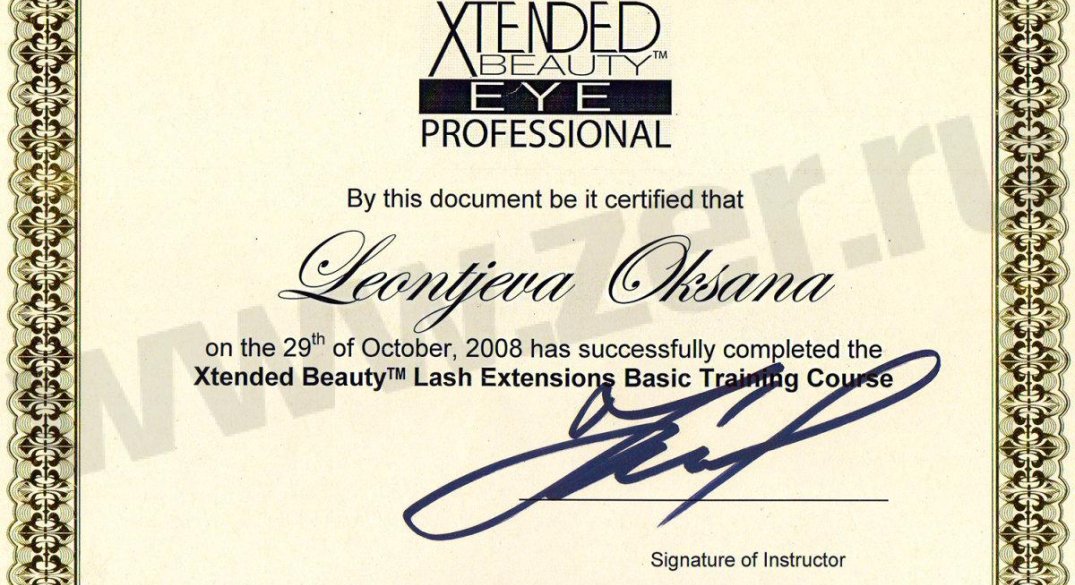 XTENDED
BEAUTY™
EYE
PROFESSIONAL
By this document be it certified that
Leontjeva Oksana
on the 29th of October, 2008 has successfully completed the
Xtended Beauty™ Lash Extensions Basic Training Course
Signature of Instructor
www.zer.ru